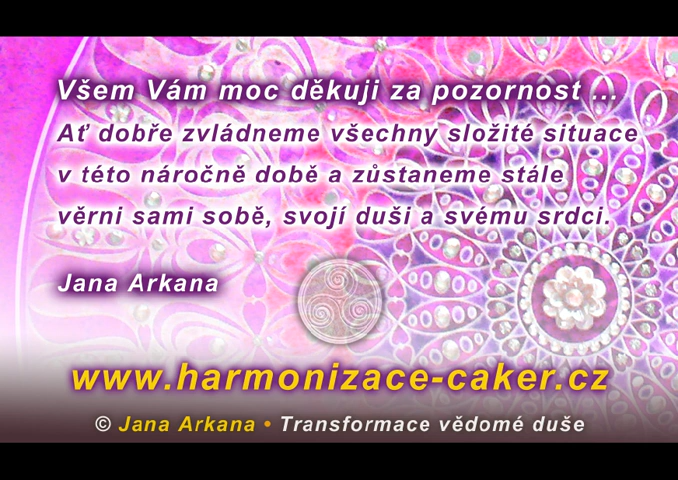 Všem Vám moc děkuji za pozornost ...
Ať dobře zvládneme všechny složité situace
v této náročně době a zůstaneme stále
věrni sami sobě, svojí duši a svému srdci.
Jana Arkana
www.harmonizace-caker.cz
© Jana Arkana • Transformace vědomé duše